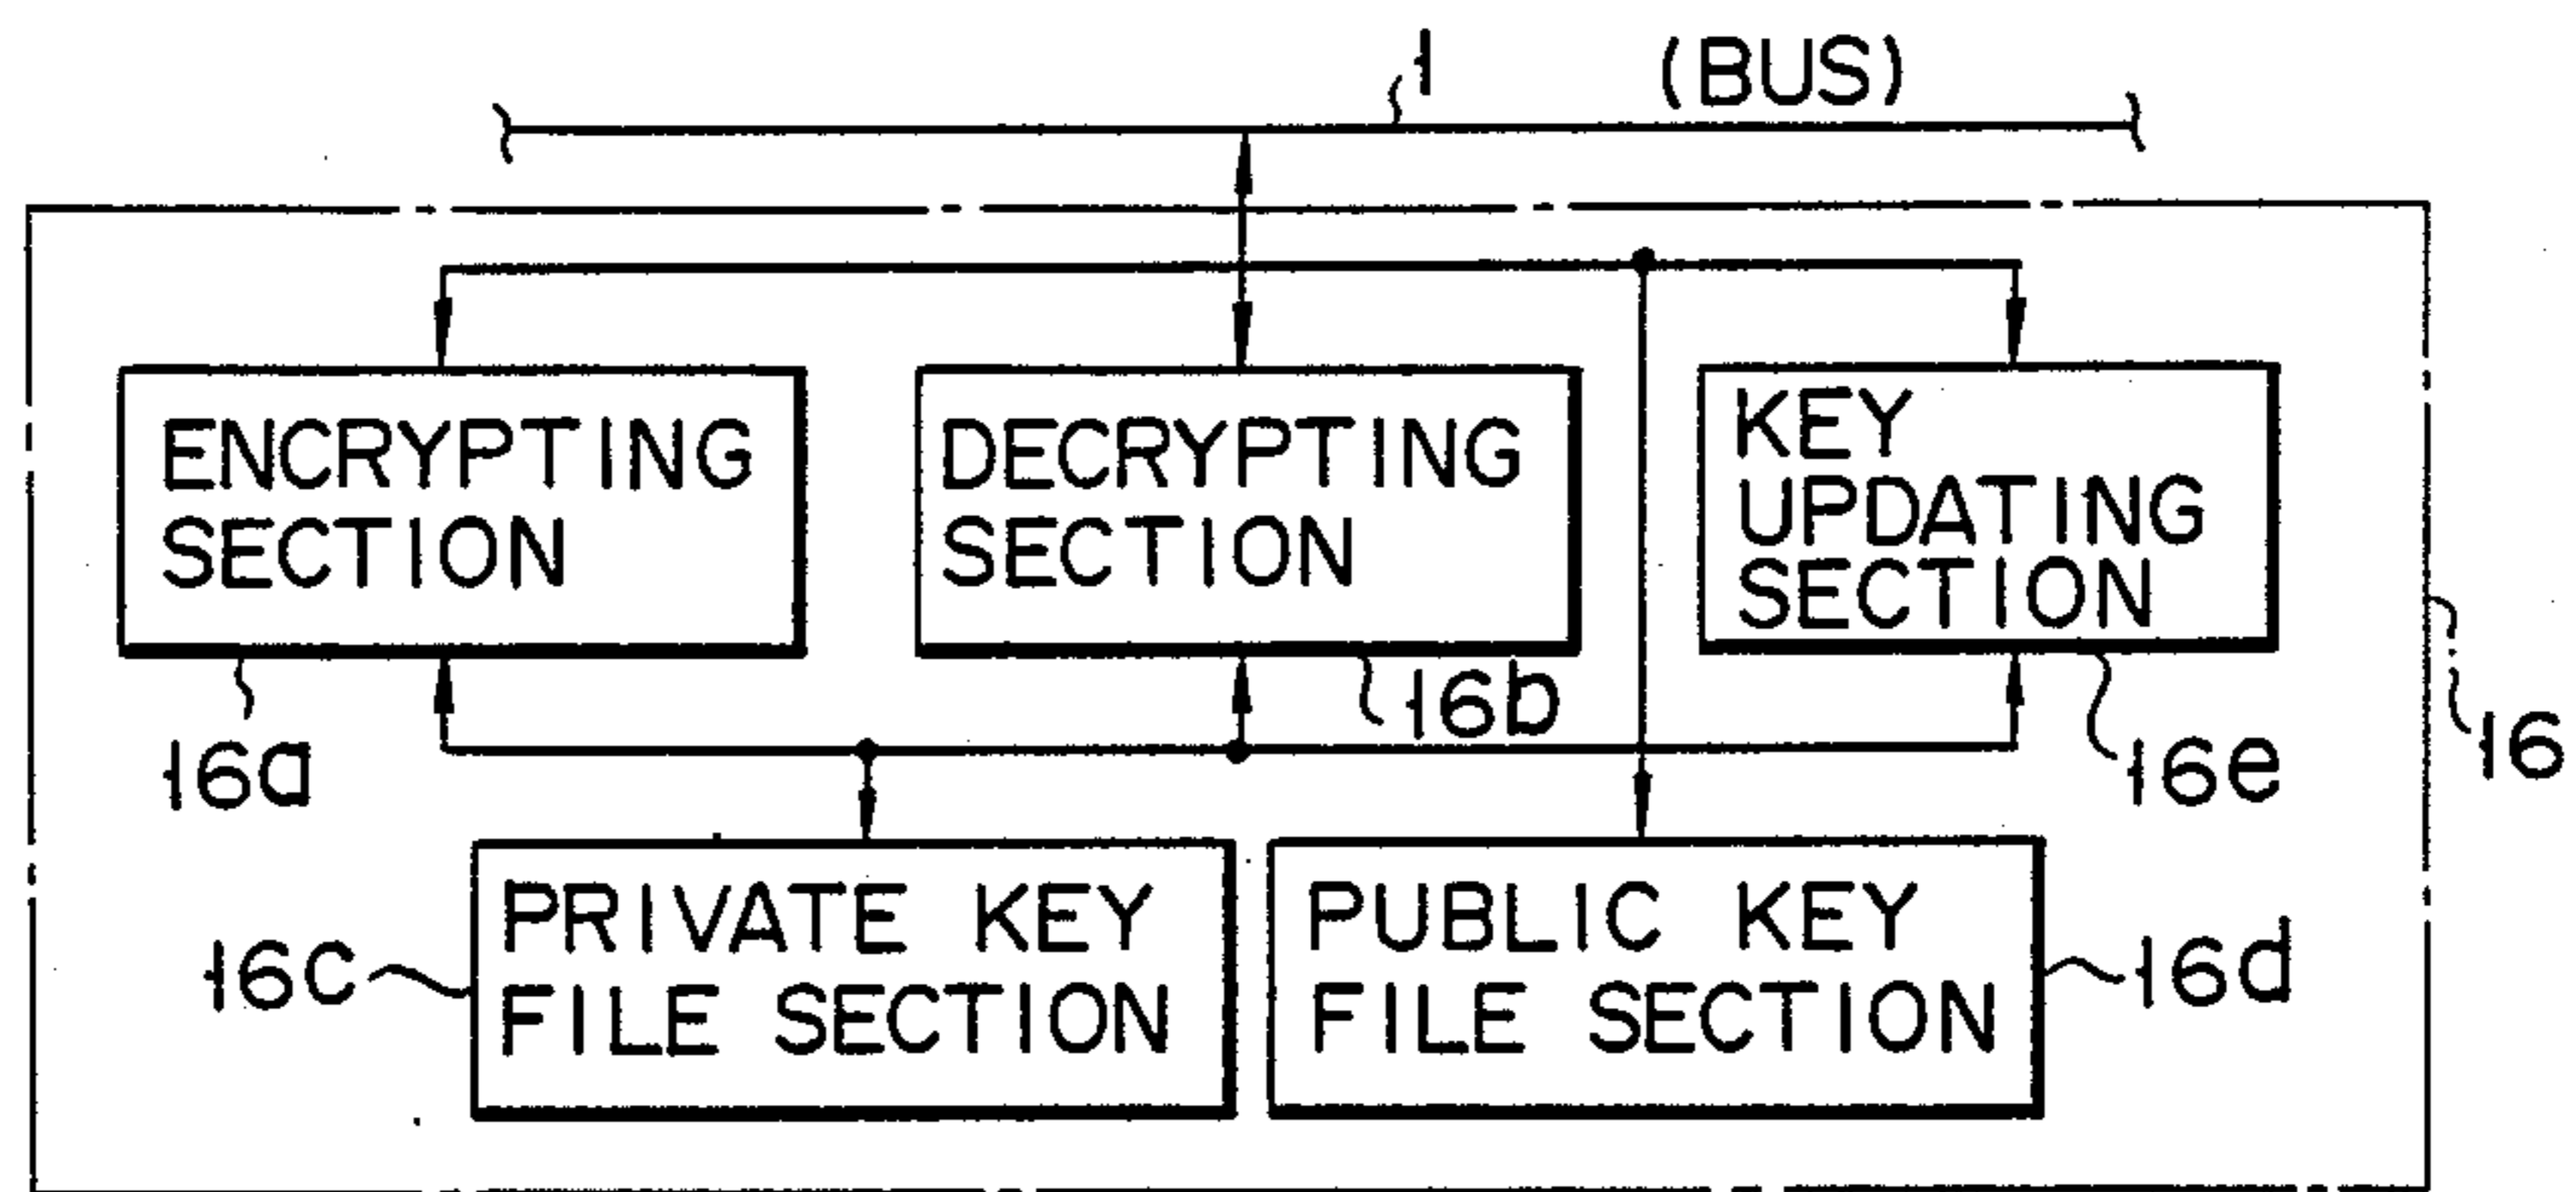 1 (BUS)
ENCRYPTING
SECTION
DECRYPTING
SECTION
KEY
UPDATING
SECTION
16a
16b
16e
16
PRIVATE KEY
FILE SECTION
16c
PUBLIC KEY
FILE SECTION
16d